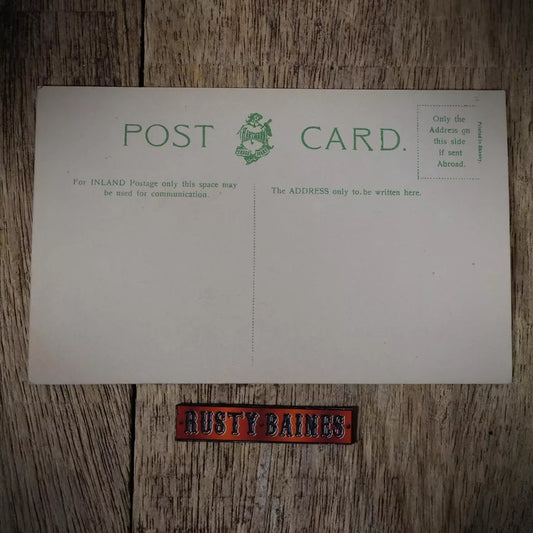 POST CARD.
Only the
Address on
this side
if sent
Abroad.
For INLAND Postage only this space may
be used for communication.
The ADDRESS only to be written here.
RUSTY BAINES